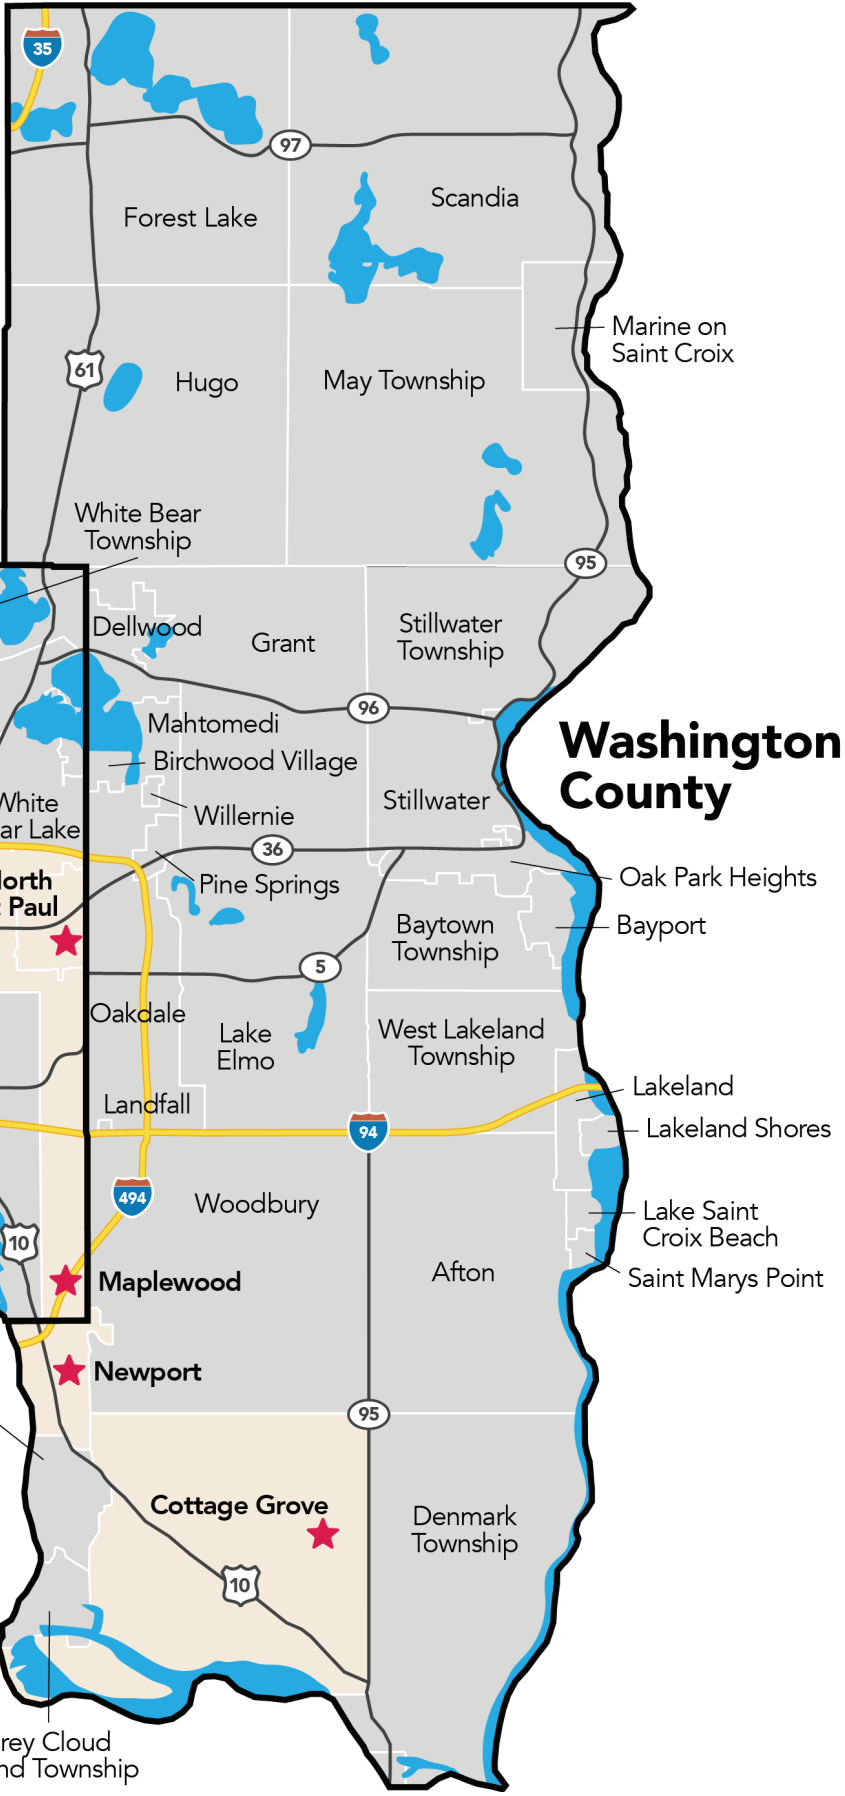 35
97
Scandia
Forest Lake
Marine on
Saint Croix
61
Hugo
May Township
White Bear
Township
95
Dellwood
Grant
Stillwater
Township
96
Mahtomedi
Washington
County
Birchwood Village
White
ar Lake
Willernie
Stillwater
36
orth
Paul
Pine Springs
Oak Park Heights
Baytown
Township
Bayport
5
Oakdale
Lake
Elmo
West Lakeland
Township
Lakeland
Landfall
94
Lakeland Shores
494
Woodbury
Lake Saint
Croix Beach
10
Afton
Saint Marys Point
Maplewood
Newport
95
Cottage Grove
Denmark
Township
10
rey Cloud
nd Township